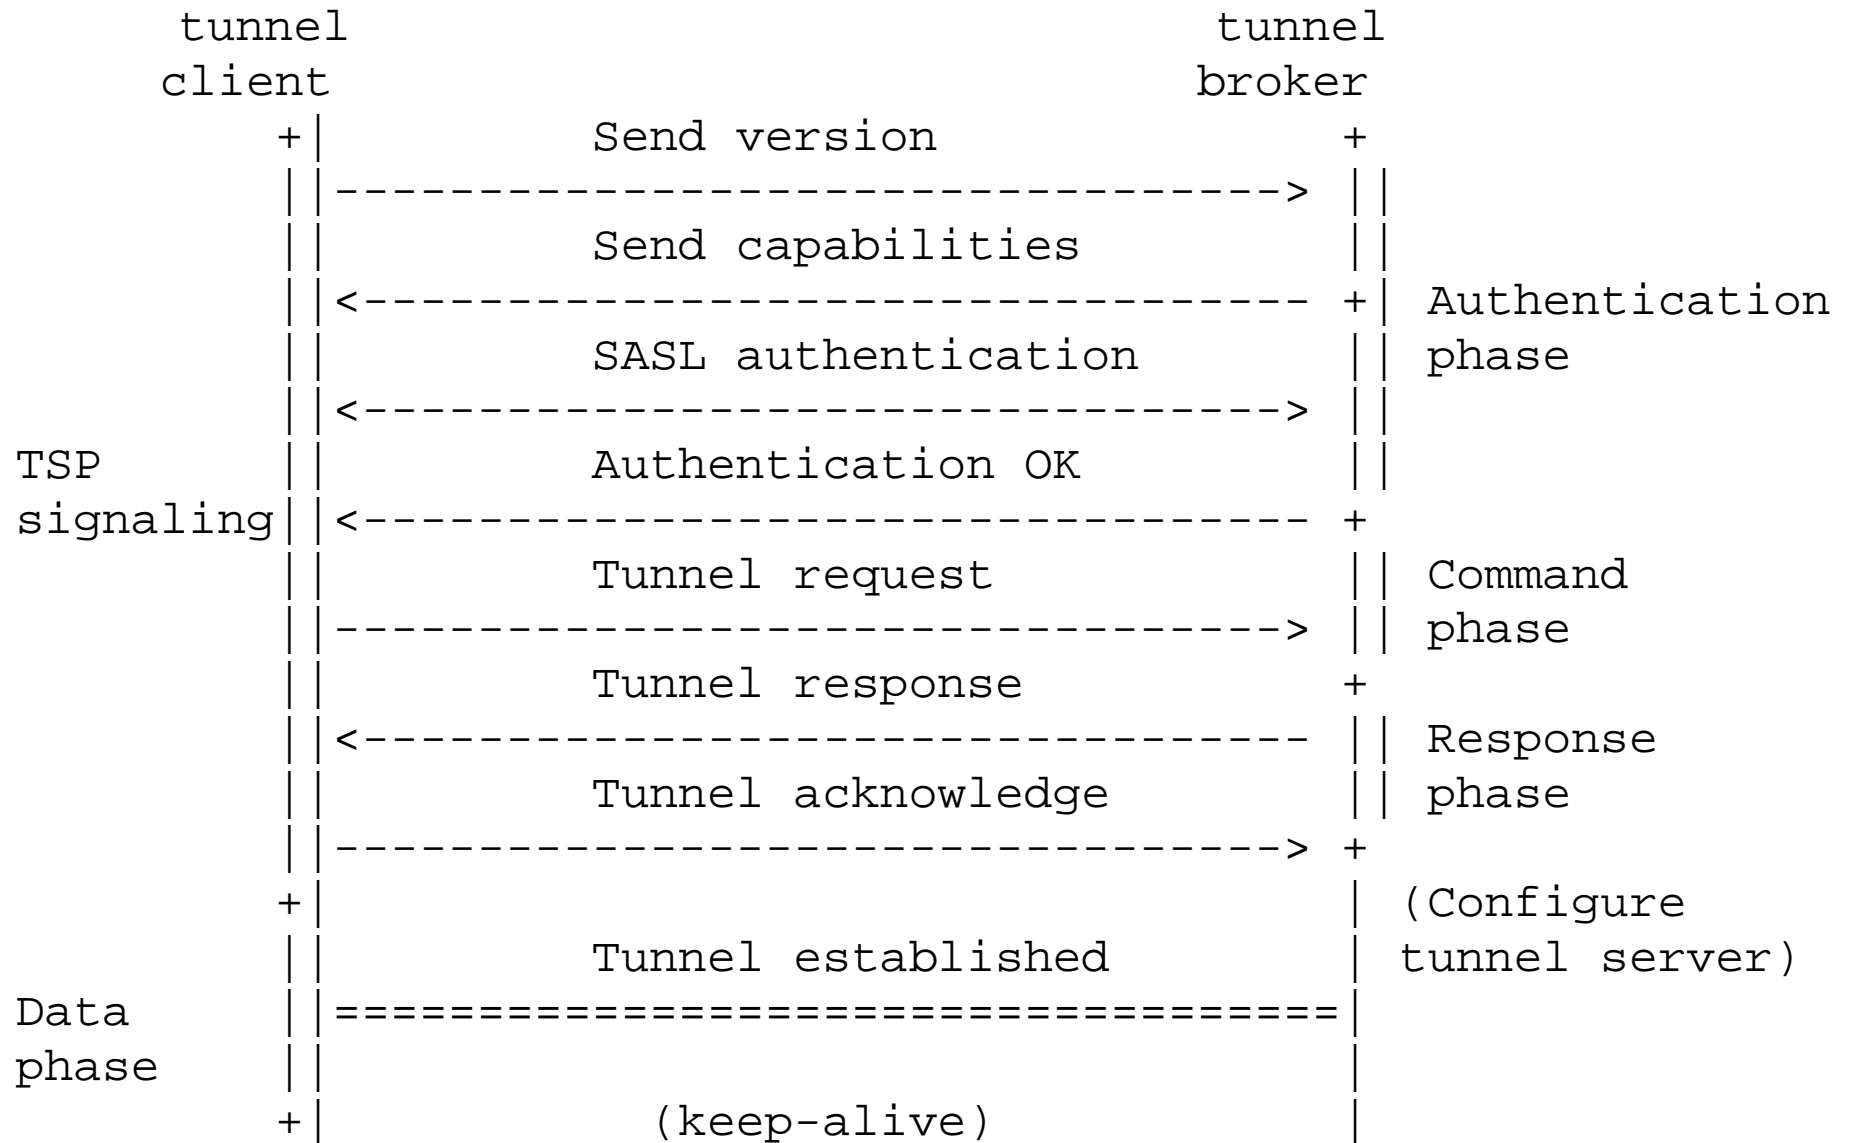 tunnel                                  tunnel
        client                                  broker
            +|           Send version                 +
            ||---------------------------------> ||
            ||           Send capabilities            ||
            ||<--------------------------------- +| Authentication
            ||           SASL authentication          || phase
            ||<--------------------------------> ||
TSP         ||           Authentication OK            ||
signaling||<--------------------------------- +
            ||           Tunnel request               || Command
            ||---------------------------------> || phase
            ||           Tunnel response              +
            ||<--------------------------------- || Response
            ||           Tunnel acknowledge           || phase
            ||---------------------------------> +
            +|                                        | (Configure
            ||           Tunnel established           | tunnel server)
Data        ||===================================|
phase       ||                                        |
            +|             (keep-alive)               |